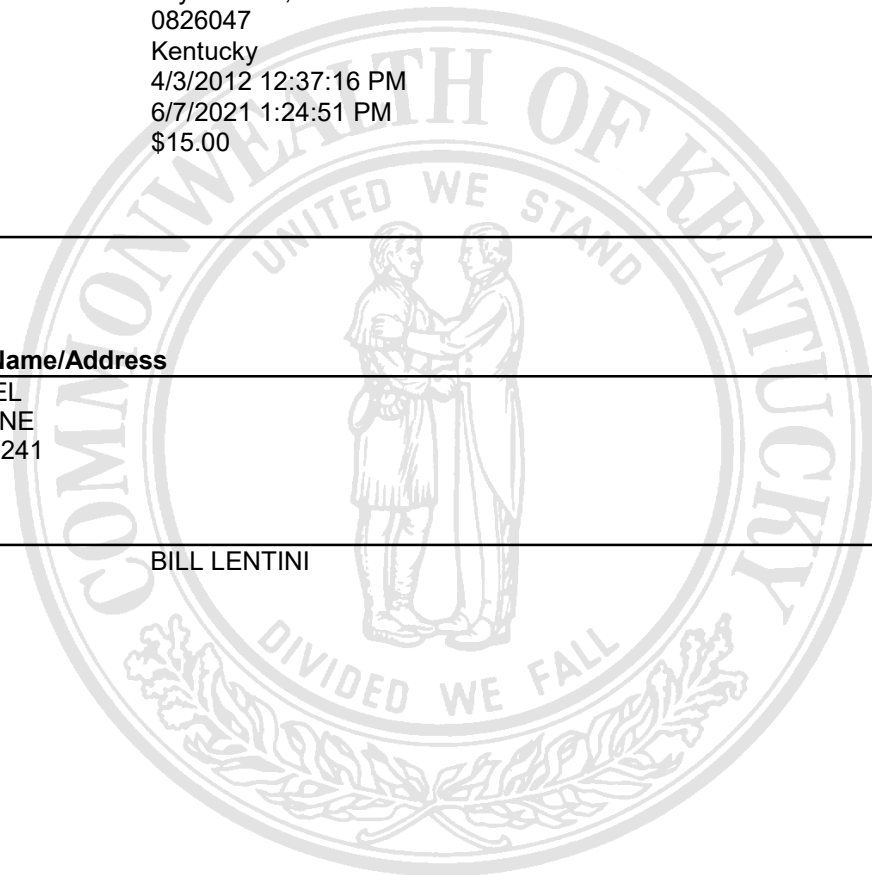 0826047
Kentucky
4/3/2012 12:37:16 PM
6/7/2021 1:24:51 PM
$15.00
COMMONWEALTH OF KENTUCKY
UNITED WE STAND
Name/Address
EL
NE
241
BILL LENTINI
DIVIDED WE FALL